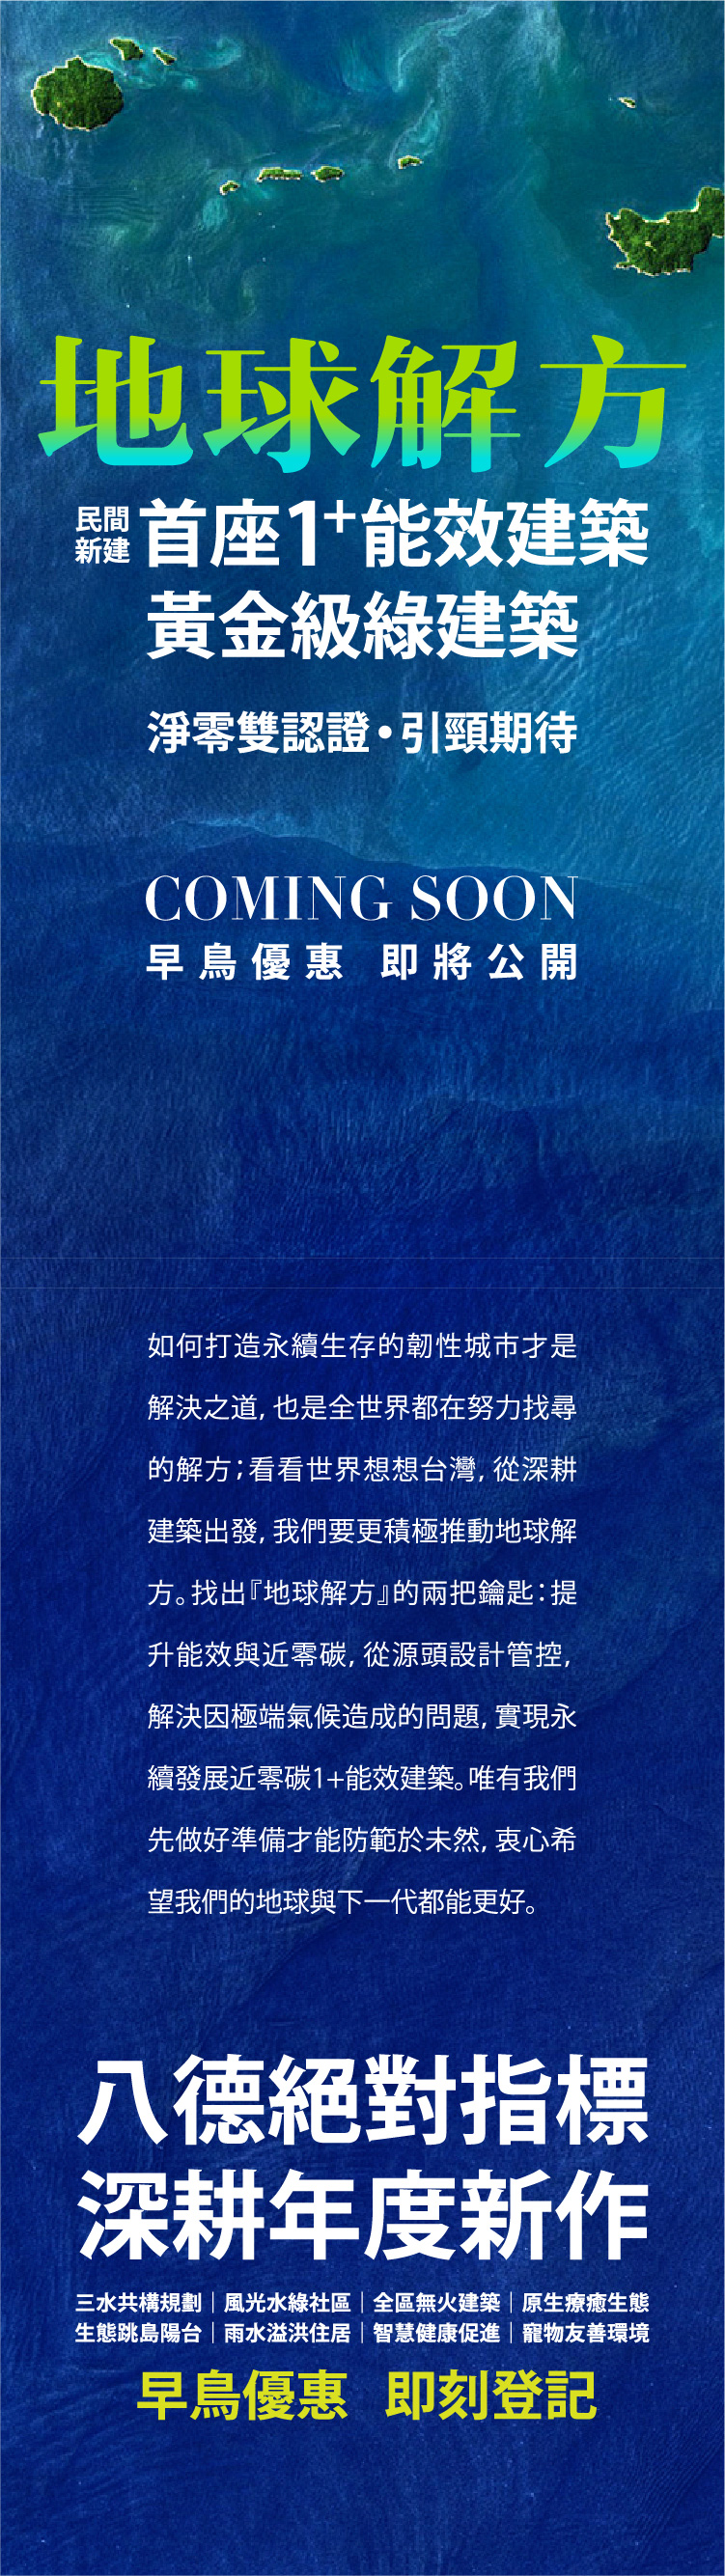 地球解方
民間
新建
首座1+能效建築
黃金級綠建築
淨零雙認證•引頸期待
COMING SOON
早鳥優惠 即將公開
如何打造永續生存的韌性城市才是
解決之道, 也是全世界都在努力找尋
的解方；看看世界想想台灣, 從深耕
建築出發, 我們要更積極推動地球解
方。找出『地球解方』的兩把鑰匙：提
升能效與近零碳, 從源頭設計管控,
解決因極端氣候造成的問題, 實現永
續發展近零碳1+能效建築。唯有我們
先做好準備才能防範於未然, 衷心希
望我們的地球與下一代都能更好。
八德絕對指標
深耕年度新作
三水共構規劃｜風光水綠社區｜全區無火建築｜原生療癒生態
生態跳島陽台｜雨水溢洪住居｜智慧健康促進｜寵物友善環境
早鳥優惠 即刻登記